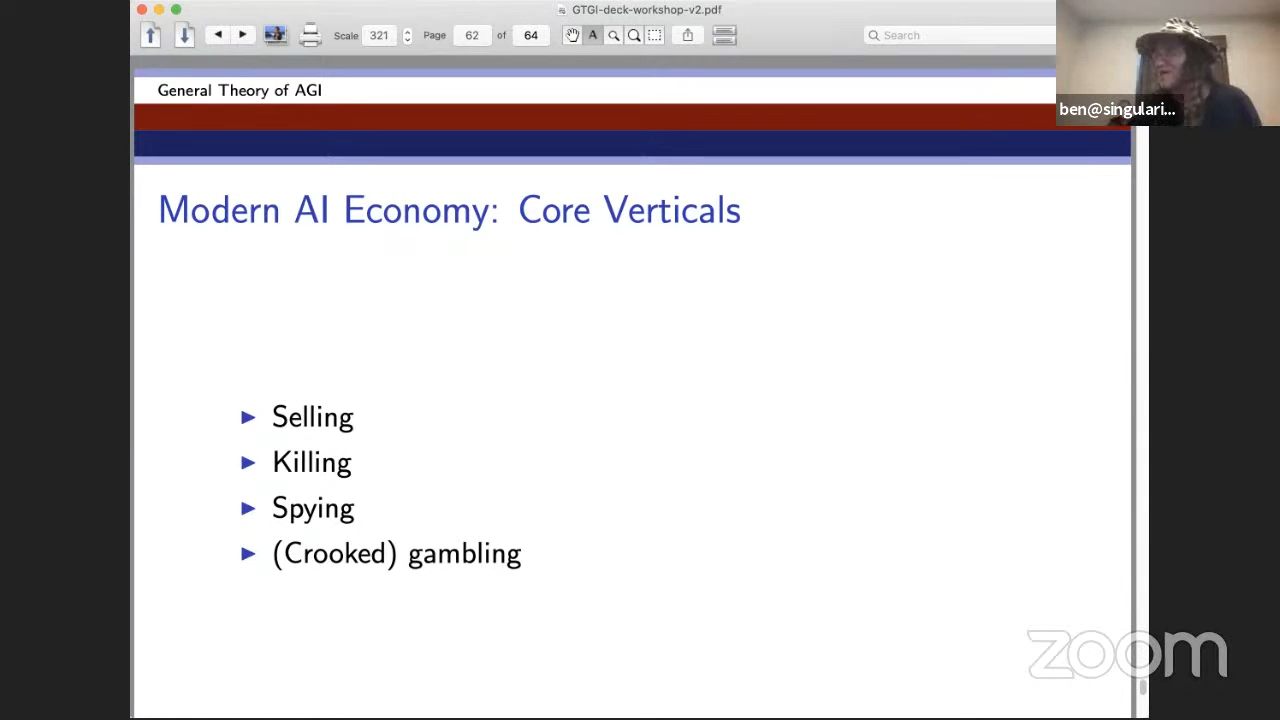 GTGI-deck-workshop-v2.pdf
Scale 321 Page 62 of 64 A Search
ben@singulari...
General Theory of AGI
Modern AI Economy: Core Verticals
Selling
Killing
Spying
(Crooked) gambling
zoom